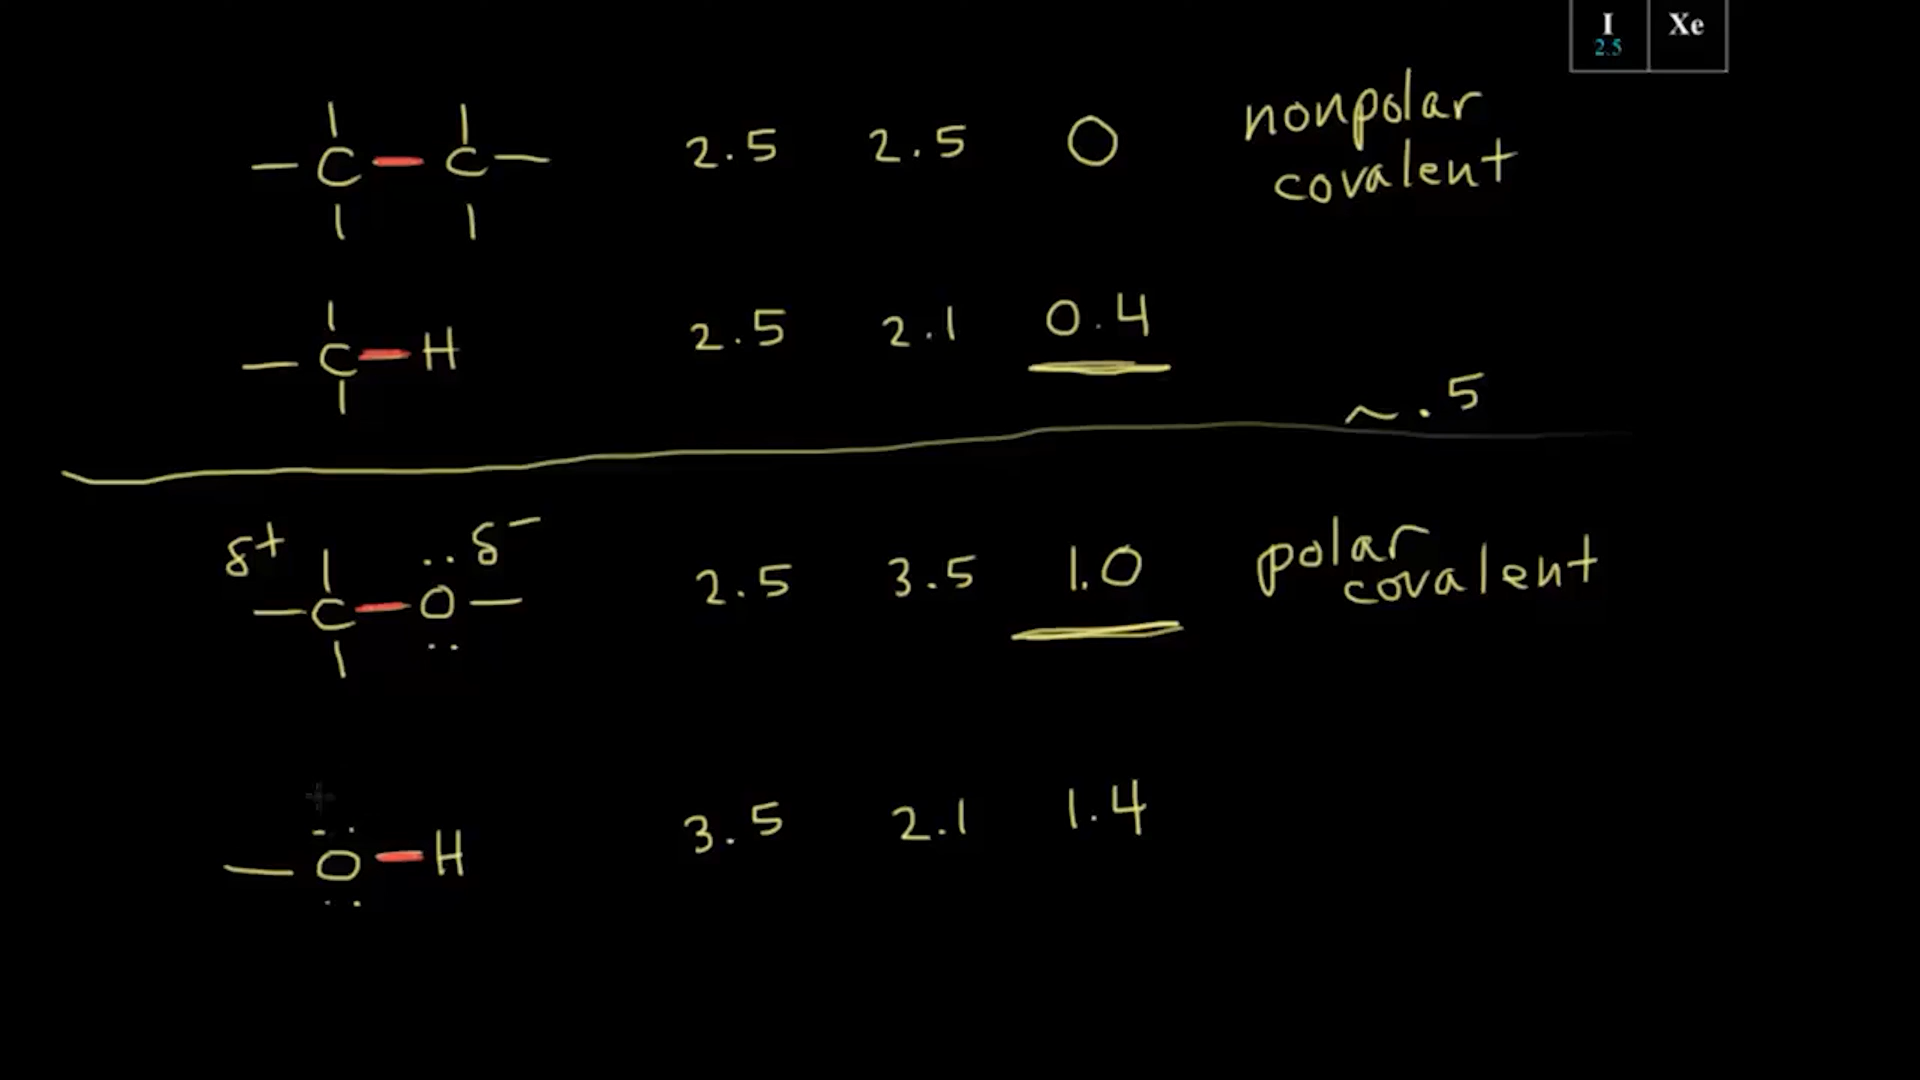 I Xe
2.5
C C 2.5 2.5 0 nonpolar
covalent
C H 2.5 2.1 0.4
~.5
δ+ δ-
C O 2.5 3.5 1.0 polar
covalent
O H 3.5 2.1 1.4